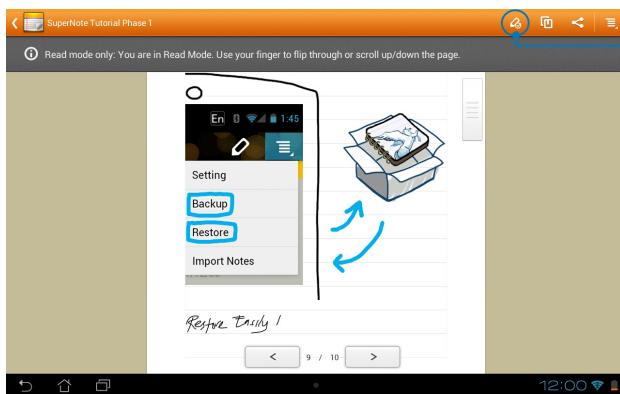 SuperNote Tutorial Phase 1
Read mode only: You are in Read Mode. Use your finger to flip through or scroll up/down the page.
En 1:45
Setting
Backup
Restore
Import Notes
Restore Easily !
< 9 / 10 >
12:00